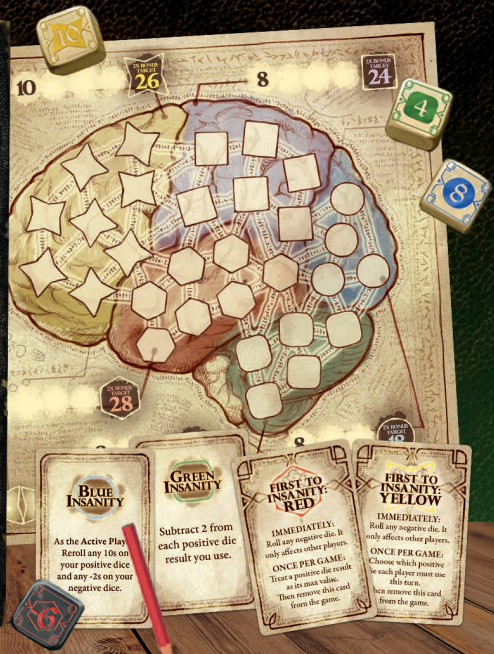 10
10
2X BONUS
TARGET
26
8
2X BONUS
TARGET
24
4
8
2X BONUS
TARGET
28
8
2X BONUS
TARGET
BLUE
INSANITY
As the Active
Reroll any 10s on
your positive dice
and any -2s on your
negative dice.
GREEN
INSANITY
Subtract 2 from
each positive die
result you use.
FIRST TO
INSANITY:
RED
IMMEDIATELY:
Roll any negative die. It
only affects other players.
ONCE PER GAME:
Treat a positive die result
as its max value.
Then remove this card
from the game.
FIRST TO
INSANITY:
YELLOW
IMMEDIATELY:
Roll any negative die. It
only affects other players.
ONCE PER GAME:
Choose which positive
each player must use
this turn.
remove this card
from the game.
-6